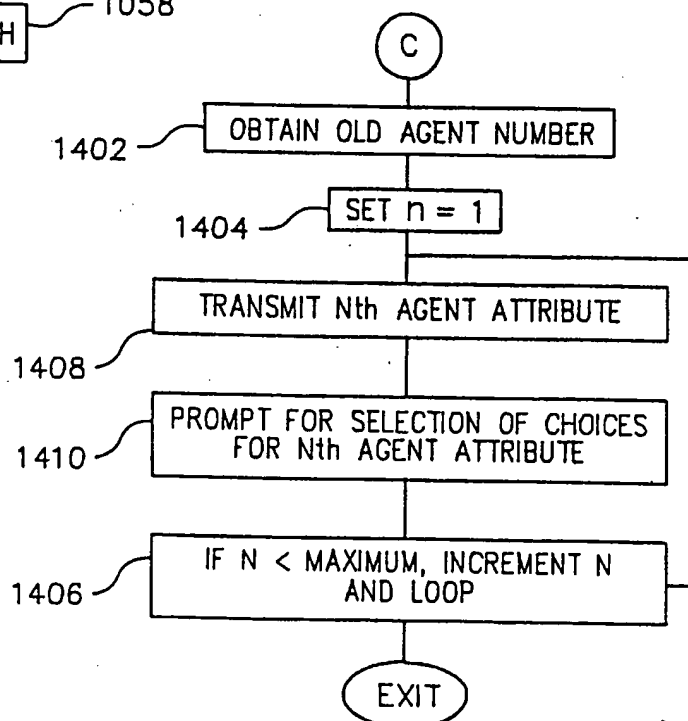 1058
H
C
1402
OBTAIN OLD AGENT NUMBER
1404
SET n = 1
TRANSMIT Nth AGENT ATTRIBUTE
1408
PROMPT FOR SELECTION OF CHOICES
FOR Nth AGENT ATTRIBUTE
1410
IF N < MAXIMUM, INCREMENT N
AND LOOP
1406
EXIT